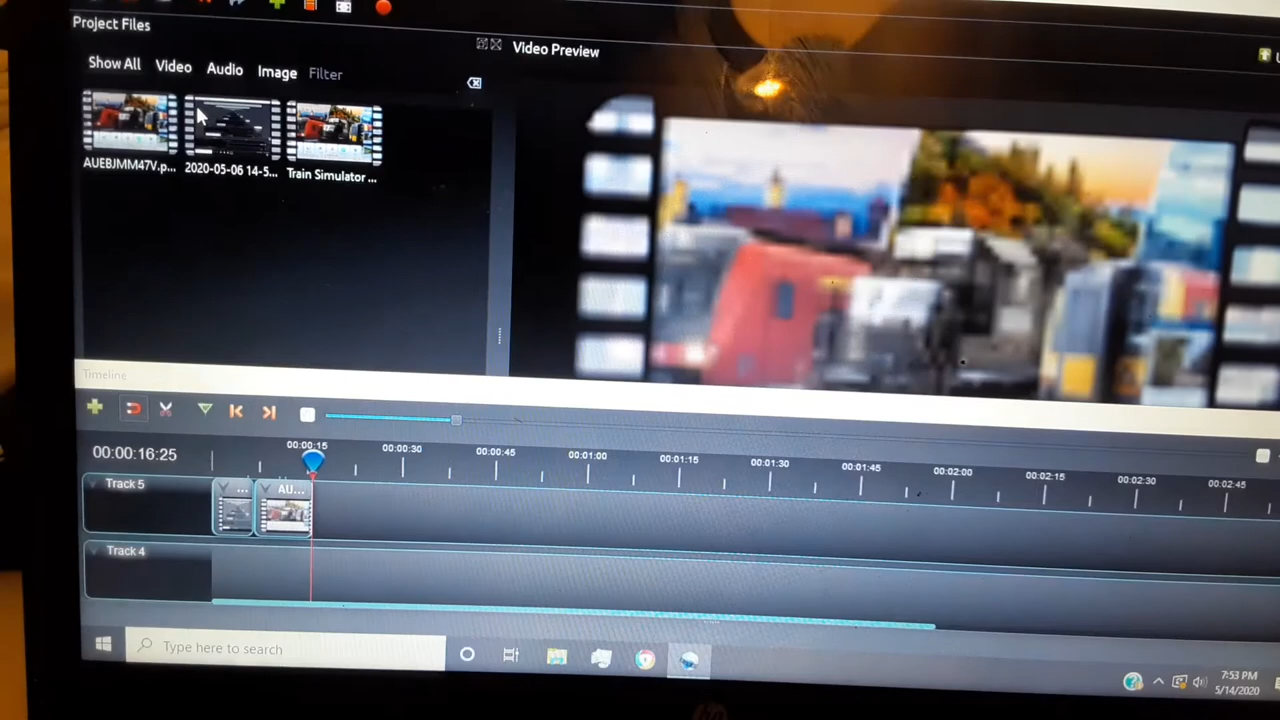 Project Files
Video Preview
Show All Video Audio Image Filter
AUEBJMM47V.p... 2020-05-06 14-5... Train Simulator ...
Timeline
00:00:16:25
00:00:15 00:00:30 00:00:45 00:01:00 00:01:15 00:01:30 00:01:45 00:02:00 00:02:15 00:02:30 00:02:45
Track 5
... AU...
Track 4
Type here to search
7:53 PM
5/14/2020
hp